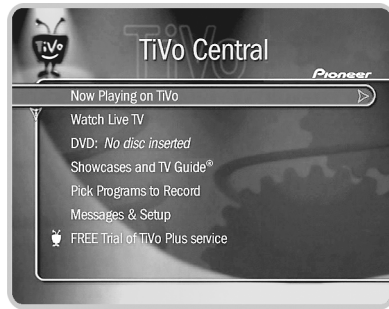 TiVo
TiVo Central
Pioneer
Now Playing on TiVo
Watch Live TV
DVD: No disc inserted
Showcases and TV Guide®
Pick Programs to Record
Messages & Setup
FREE Trial of TiVo Plus service